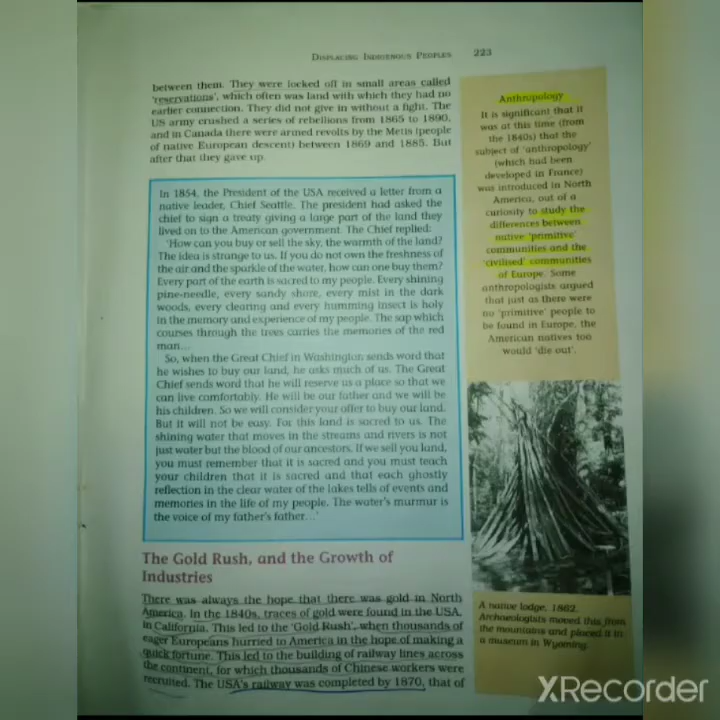 DISPLACING INDIGENOUS PEOPLES 223
between them. They were locked off in small areas called
'reservations', which often was land with which they had no
earlier connection. They did not give in without a fight. The
US army crushed a series of rebellions from 1865 to 1890,
and in Canada there were armed revolts by the Metis (people
of native European descent) between 1869 and 1885. But
after that they gave up.
In 1854, the President of the USA received a letter from a
native leader, Chief Seattle. The president had asked the
chief to sign a treaty giving a large part of the land they
lived on to the American government. The Chief replied:
'How can you buy or sell the sky, the warmth of the land?
The idea is strange to us. If you do not own the freshness of
the air and the sparkle of the water, how can one buy them?
Every part of the earth is sacred to my people. Every shining
pine-needle, every sandy shore, every mist in the dark
woods, every clearing and every humming insect is holy
in the memory and experience of my people. The sap which
courses through the trees carries the memories of the red
man...
So, when the Great Chief in Washington sends word that
he wishes to buy our land, he asks much of us. The Great
Chief sends word that he will reserve us a place so that we
can live comfortably. He will be our father and we will be
his children. So we will consider your offer to buy our land.
But it will not be easy. For this land is sacred to us. The
shining water that moves in the streams and rivers is not
just water but the blood of our ancestors. If we sell you land,
you must remember that it is sacred and you must teach
your children that it is sacred and that each ghostly
reflection in the clear water of the lakes tells of events and
memories in the life of my people. The water's murmur is
the voice of my father's father...'
The Gold Rush, and the Growth of
Industries
There was always the hope that there was gold in North
America. In the 1840s, traces of gold were found in the USA,
in California. This led to the 'Gold Rush', when thousands of
eager Europeans hurried to America in the hope of making a
quick fortune. This led to the building of railway lines across
the continent, for which thousands of Chinese workers were
recruited. The USA's railway was completed by 1870, that of
Anthropology
It is significant that it
was at this time (from
the 1840s) that the
subject of 'anthropology'
(which had been
developed in France)
was introduced in North
America, out of a
curiosity to study the
differences between
native 'primitive'
communities and the
'civilised' communities
of Europe. Some
anthropologists argued
that just as there were
no 'primitive' people to
be found in Europe, the
American natives too
would 'die out'.
A native lodge, 1862.
Archaeologists moved this from
the mountains and placed it in
a museum in Wyoming.
XRecorder